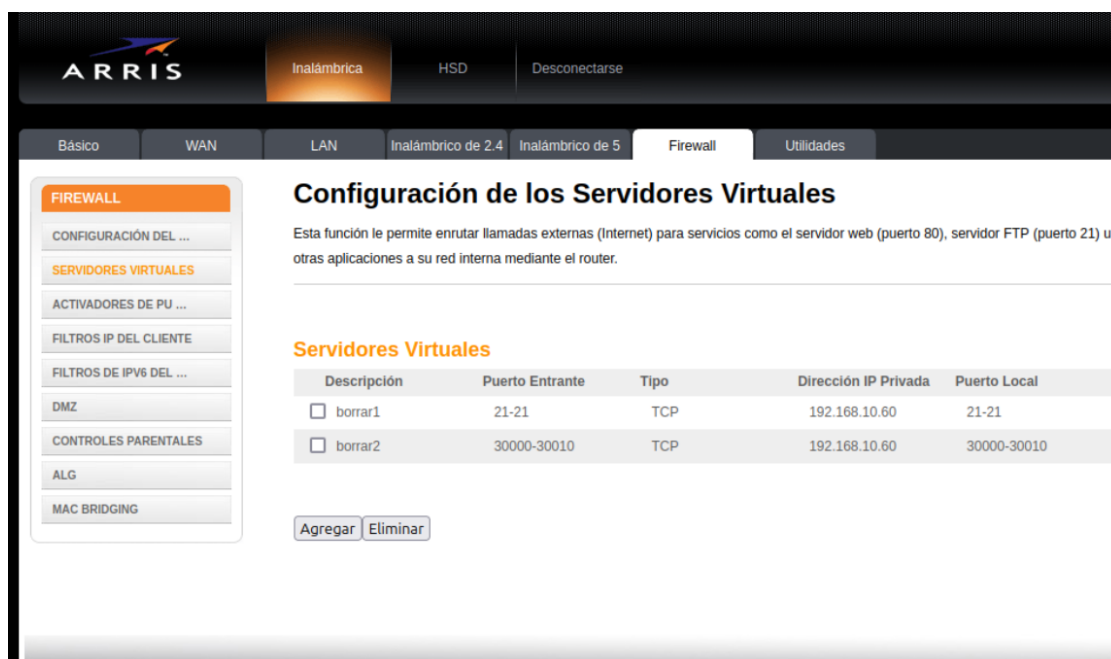 ARRIS
Inalámbrica HSD Desconectarse
Básico WAN LAN Inalámbrico de 2.4 Inalámbrico de 5 Firewall Utilidades
FIREWALL
CONFIGURACIÓN DEL ...
SERVIDORES VIRTUALES
ACTIVADORES DE PU ...
FILTROS IP DEL CLIENTE
FILTROS DE IPV6 DEL ...
DMZ
CONTROLES PARENTALES
ALG
MAC BRIDGING
Configuración de los Servidores Virtuales
Esta función le permite enrutar llamadas externas (Internet) para servicios como el servidor web (puerto 80), servidor FTP (puerto 21) u
otras aplicaciones a su red interna mediante el router.
Servidores Virtuales
Descripción Puerto Entrante Tipo Dirección IP Privada Puerto Local
borrar1 21-21 TCP 192.168.10.60 21-21
borrar2 30000-30010 TCP 192.168.10.60 30000-30010
Agregar Eliminar